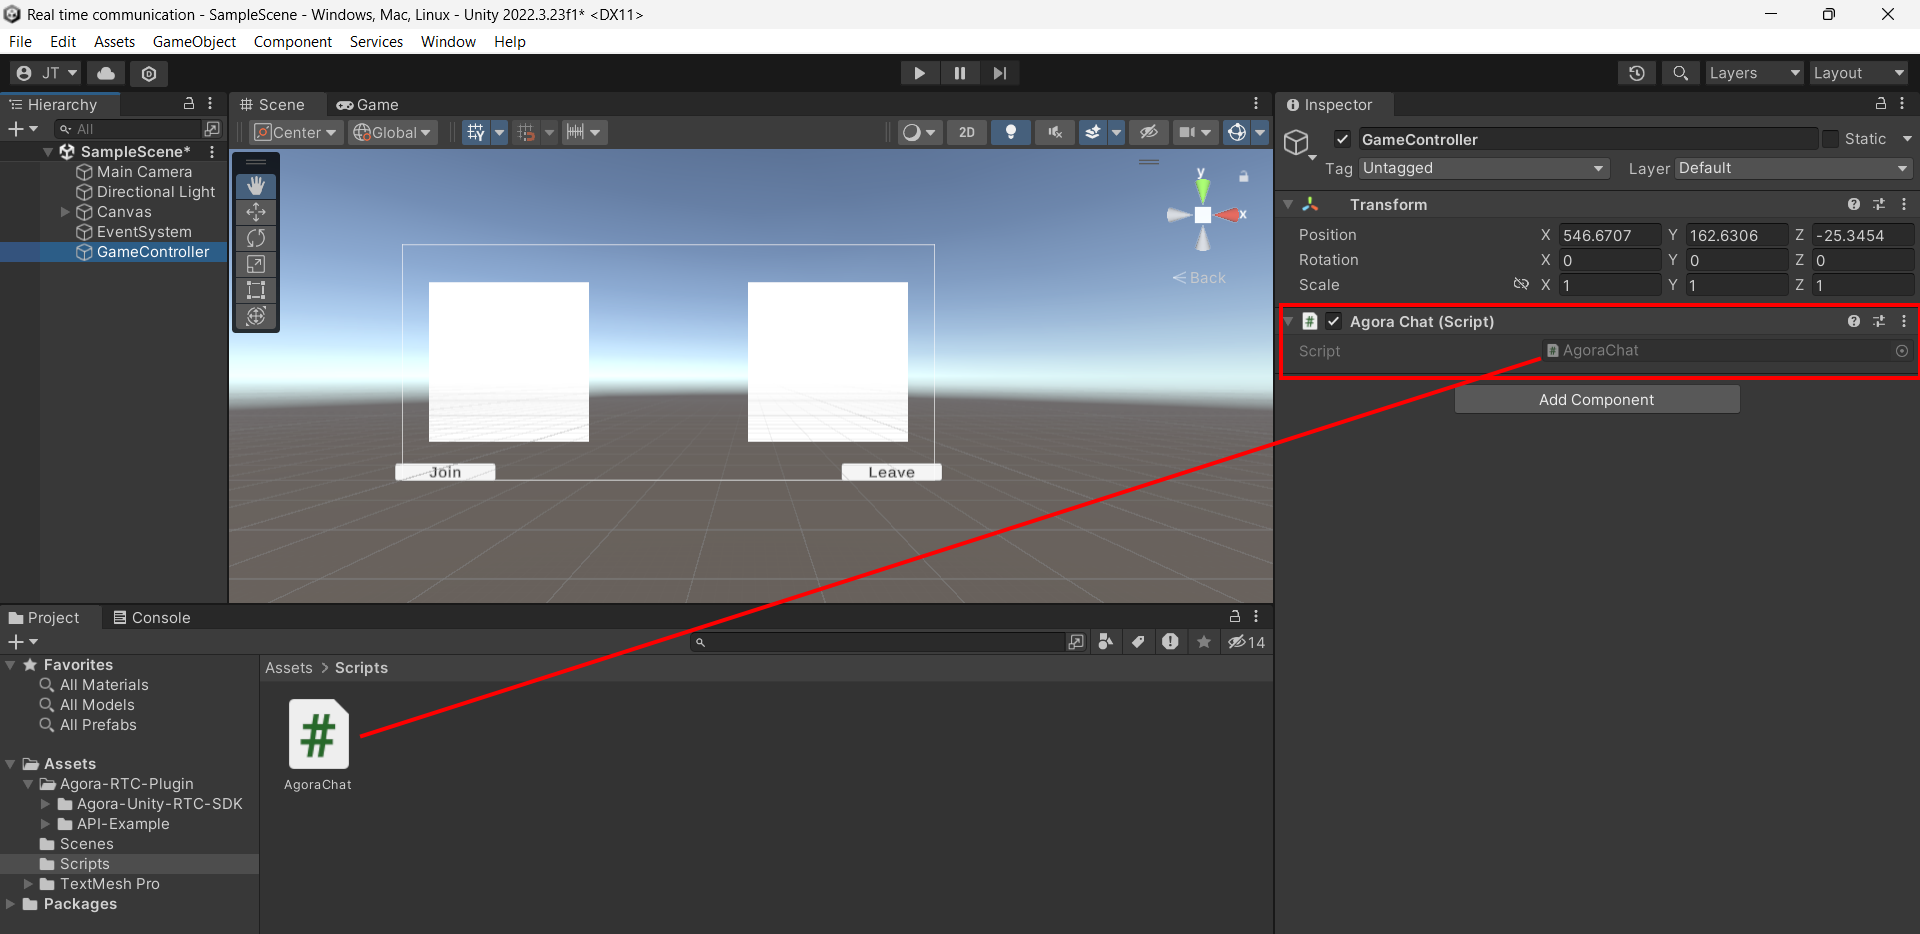 Real time communication - SampleScene - Windows, Mac, Linux - Unity 2022.3.23f1* <DX11>
File Edit Assets GameObject Component Services Window Help
JT Layers Layout
Hierarchy
All
SampleScene*
Main Camera
Directional Light
Canvas
EventSystem
GameController
Scene Game
Center Global 2D
y
x
Back
Join Leave
Inspector
GameController Static
Tag Untagged Layer Default
Transform
Position X 546.6707 Y 162.6306 Z -25.3454
Rotation X 0 Y 0 Z 0
Scale X 1 Y 1 Z 1
# Agora Chat (Script)
Script # AgoraChat
Add Component
Project Console
14
Favorites
All Materials
All Models
All Prefabs
Assets
Agora-RTC-Plugin
Agora-Unity-RTC-SDK
API-Example
Scenes
Scripts
TextMesh Pro
Packages
Assets > Scripts
#
AgoraChat